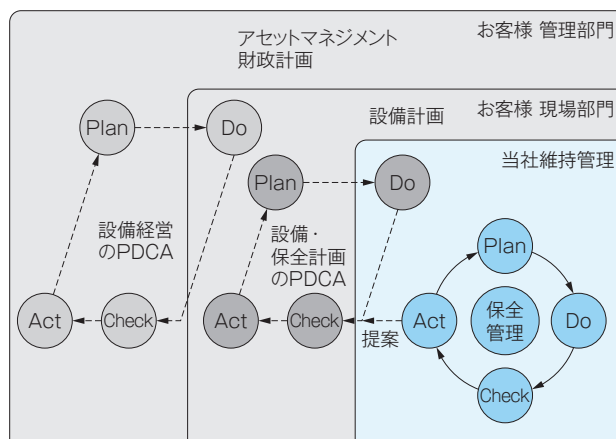 お客様 管理部門
アセットマネジメント
財政計画
お客様 現場部門
設備計画
当社維持管理
Plan
Do
設備経営
のPDCA
Act
Check
Plan
Do
設備・
保全計画
のPDCA
Act
Check
提案
Plan
Act
保全
管理
Do
Check